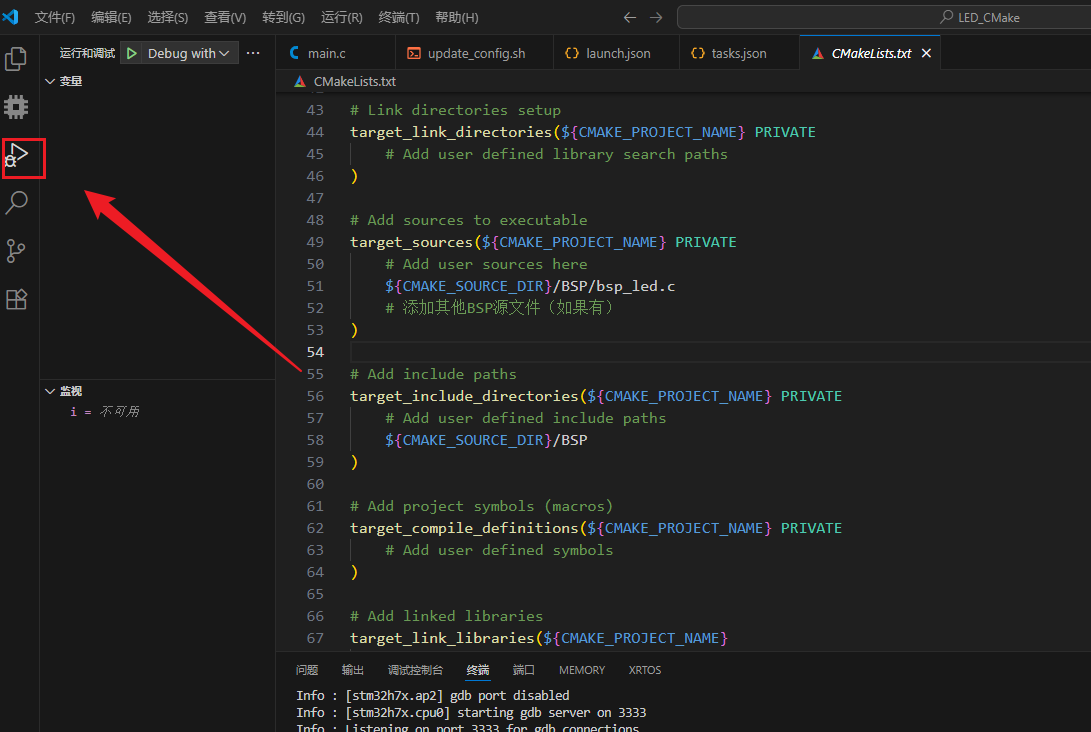 文件(F) 编辑(E) 选择(S) 查看(V) 转到(G) 运行(R) 终端(T) 帮助(H) LED_CMake
运行和调试 Debug with ···
main.c update_config.sh launch.json tasks.json CMakeLists.txt
变量
CMakeLists.txt
43 # Link directories setup
44 target_link_directories(${CMAKE_PROJECT_NAME} PRIVATE
45 # Add user defined library search paths
46 )
47
48 # Add sources to executable
49 target_sources(${CMAKE_PROJECT_NAME} PRIVATE
50 # Add user sources here
51 ${CMAKE_SOURCE_DIR}/BSP/bsp_led.c
52 # 添加其他BSP源文件（如果有）
53 )
54
55 # Add include paths
56 target_include_directories(${CMAKE_PROJECT_NAME} PRIVATE
57 # Add user defined include paths
58 ${CMAKE_SOURCE_DIR}/BSP
59 )
60
61 # Add project symbols (macros)
62 target_compile_definitions(${CMAKE_PROJECT_NAME} PRIVATE
63 # Add user defined symbols
64 )
65
66 # Add linked libraries
67 target_link_libraries(${CMAKE_PROJECT_NAME}
监视
i = 不可用
问题 输出 调试控制台 终端 端口 MEMORY XRTOS
Info : [stm32h7x.ap2] gdb port disabled
Info : [stm32h7x.cpu0] starting gdb server on 3333
Info : Listening on port 3333 for gdb connections